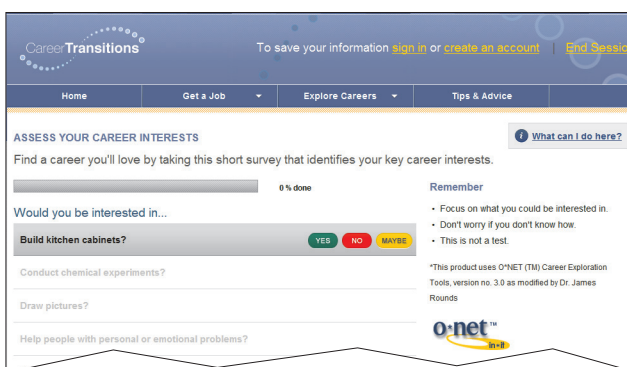 CareerTransitions
To save your information sign in or create an account | End Sessio
Home Get a Job Explore Careers Tips & Advice
ASSESS YOUR CAREER INTERESTS
i What can I do here?
Find a career you'll love by taking this short survey that identifies your key career interests.
0 % done
Would you be interested in...
Build kitchen cabinets? YES NO MAYBE
Conduct chemical experiments?
Draw pictures?
Help people with personal or emotional problems?
Remember
• Focus on what you could be interested in.
• Don't worry if you don't know how.
• This is not a test.
*This product uses O*NET (TM) Career Exploration
Tools, version no. 3.0 as modified by Dr. James
Rounds
o*net™
in-it